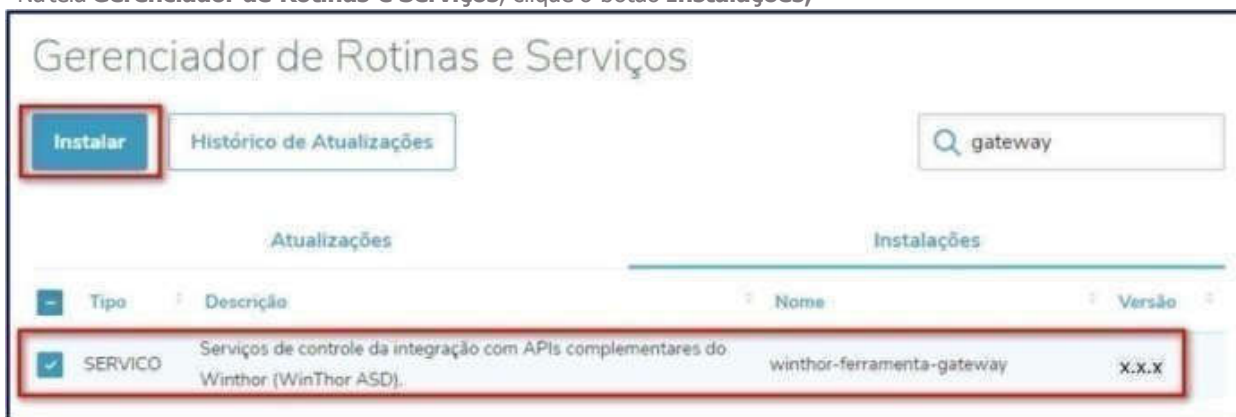 Na tela Gerenciador de Rotinas e Serviços, clique o botão Instalações;
Gerenciador de Rotinas e Serviços
Instalar
Histórico de Atualizações
gateway
Atualizações
Instalações
Tipo
Descrição
Nome
Versão
SERVICO
Serviços de controle da integração com APIs complementares do
Winthor (WinThor ASD).
winthor-ferramenta-gateway
x.x.x